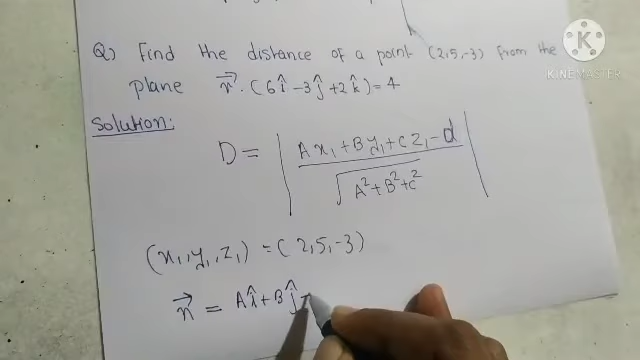 Q) Find the distance of a point (2,5,-3) from the
plane r⃗ . (6î -3ĵ +2k̂) = 4
Solution:
D = | Ax₁ + By₁ + Cz₁ - d / √A² + B² + C² |
(x₁, y₁, z₁) = (2,5,-3)
n⃗ = Aî + Bĵ
K
KINEMASTER